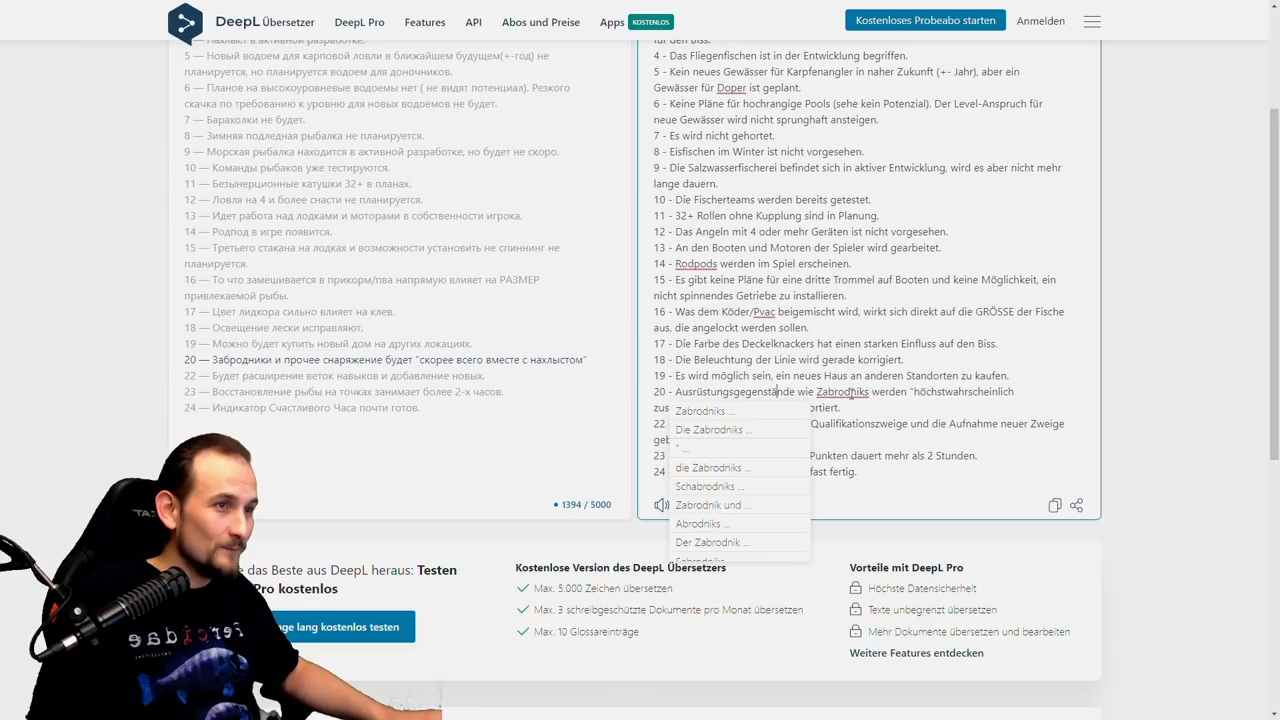 DeepL Übersetzer
DeepL Pro
Features
API
Abos und Preise
Apps
KOSTENLOS
Kostenloses Probeabo starten
Anmelden
5 — Новый водоем для карповой ловли в ближайшем будущем(+-год) не
планируется, но планируется водоем для доночников.
6 — Планов на высокоуровневые водоемы нет ( не видят потенциал). Резкого
скачка по требованию к уровню для новых водоемов не будет.
7 — Барахолки не будет.
8 — Зимняя подледная рыбалка не планируется.
9 — Морская рыбалка находится в активной разработке, но будет не скоро.
10 — Команды рыбаков уже тестируются.
11 — Безынерционные катушки 32+ в планах.
12 — Ловля на 4 и более снасти не планируется.
13 — Идет работа над лодками и моторами в собственности игрока.
14 — Родпод в игре появится.
15 — Третьего стакана на лодках и возможности установить не спиннинг не
планируется.
16 — То что замешивается в прикорм/пва напрямую влияет на РАЗМЕР
привлекаемой рыбы.
17 — Цвет лидкора сильно влияет на клев.
18 — Освещение лески исправляют.
19 — Можно будет купить новый дом на других локациях.
20 — Забродники и прочее снаряжение будет "скорее всего вместе с нахлыстом"
22 — Будет расширение веток навыков и добавление новых.
23 — Восстановление рыбы на точках занимает более 2-х часов.
24 — Индикатор Счастливого Часа почти готов.
1394 / 5000
für den Biss.
4 - Das Fliegenfischen ist in der Entwicklung begriffen.
5 - Kein neues Gewässer für Karpfenangler in naher Zukunft (+- Jahr), aber ein
Gewässer für Doper ist geplant.
6 - Keine Pläne für hochrangige Pools (sehe kein Potenzial). Der Level-Anspruch für
neue Gewässer wird nicht sprunghaft ansteigen.
7 - Es wird nicht gehortet.
8 - Eisfischen im Winter ist nicht vorgesehen.
9 - Die Salzwasserfischerei befindet sich in aktiver Entwicklung, wird es aber nicht mehr
lange dauern.
10 - Die Fischerteams werden bereits getestet.
11 - 32+ Rollen ohne Kupplung sind in Planung.
12 - Das Angeln mit 4 oder mehr Geräten ist nicht vorgesehen.
13 - An den Booten und Motoren der Spieler wird gearbeitet.
14 - Rodpods werden im Spiel erscheinen.
15 - Es gibt keine Pläne für eine dritte Trommel auf Booten und keine Möglichkeit, ein
nicht spinnendes Getriebe zu installieren.
16 - Was dem Köder/Pvac beigemischt wird, wirkt sich direkt auf die GRÖSSE der Fische
aus, die angelockt werden sollen.
17 - Die Farbe des Deckelknackers hat einen starken Einfluss auf den Biss.
18 - Die Beleuchtung der Linie wird gerade korrigiert.
19 - Es wird möglich sein, ein neues Haus an anderen Standorten zu kaufen.
20 - Ausrüstungsgegenstände wie Zabrodniks werden "höchstwahrscheinlich
22 Qualifikationszweige und die Aufnahme neuer Zweige
23 Punkten dauert mehr als 2 Stunden.
24 fast fertig.
Zabrodniks ...
Die Zabrodniks ...
" ...
die Zabrodniks ...
Schabrodniks ...
Zabrodnik und ...
Abrodniks ...
Der Zabrodnik ...
das Beste aus DeepL heraus: Testen
Pro kostenlos
lang kostenlos testen
Kostenlose Version des DeepL Übersetzers
Max. 5.000 Zeichen übersetzen
Max. 3 schreibgeschützte Dokumente pro Monat übersetzen
Max. 10 Glossareinträge
Vorteile mit DeepL Pro
Höchste Datensicherheit
Texte unbegrenzt übersetzen
Mehr Dokumente übersetzen und bearbeiten
Weitere Features entdecken